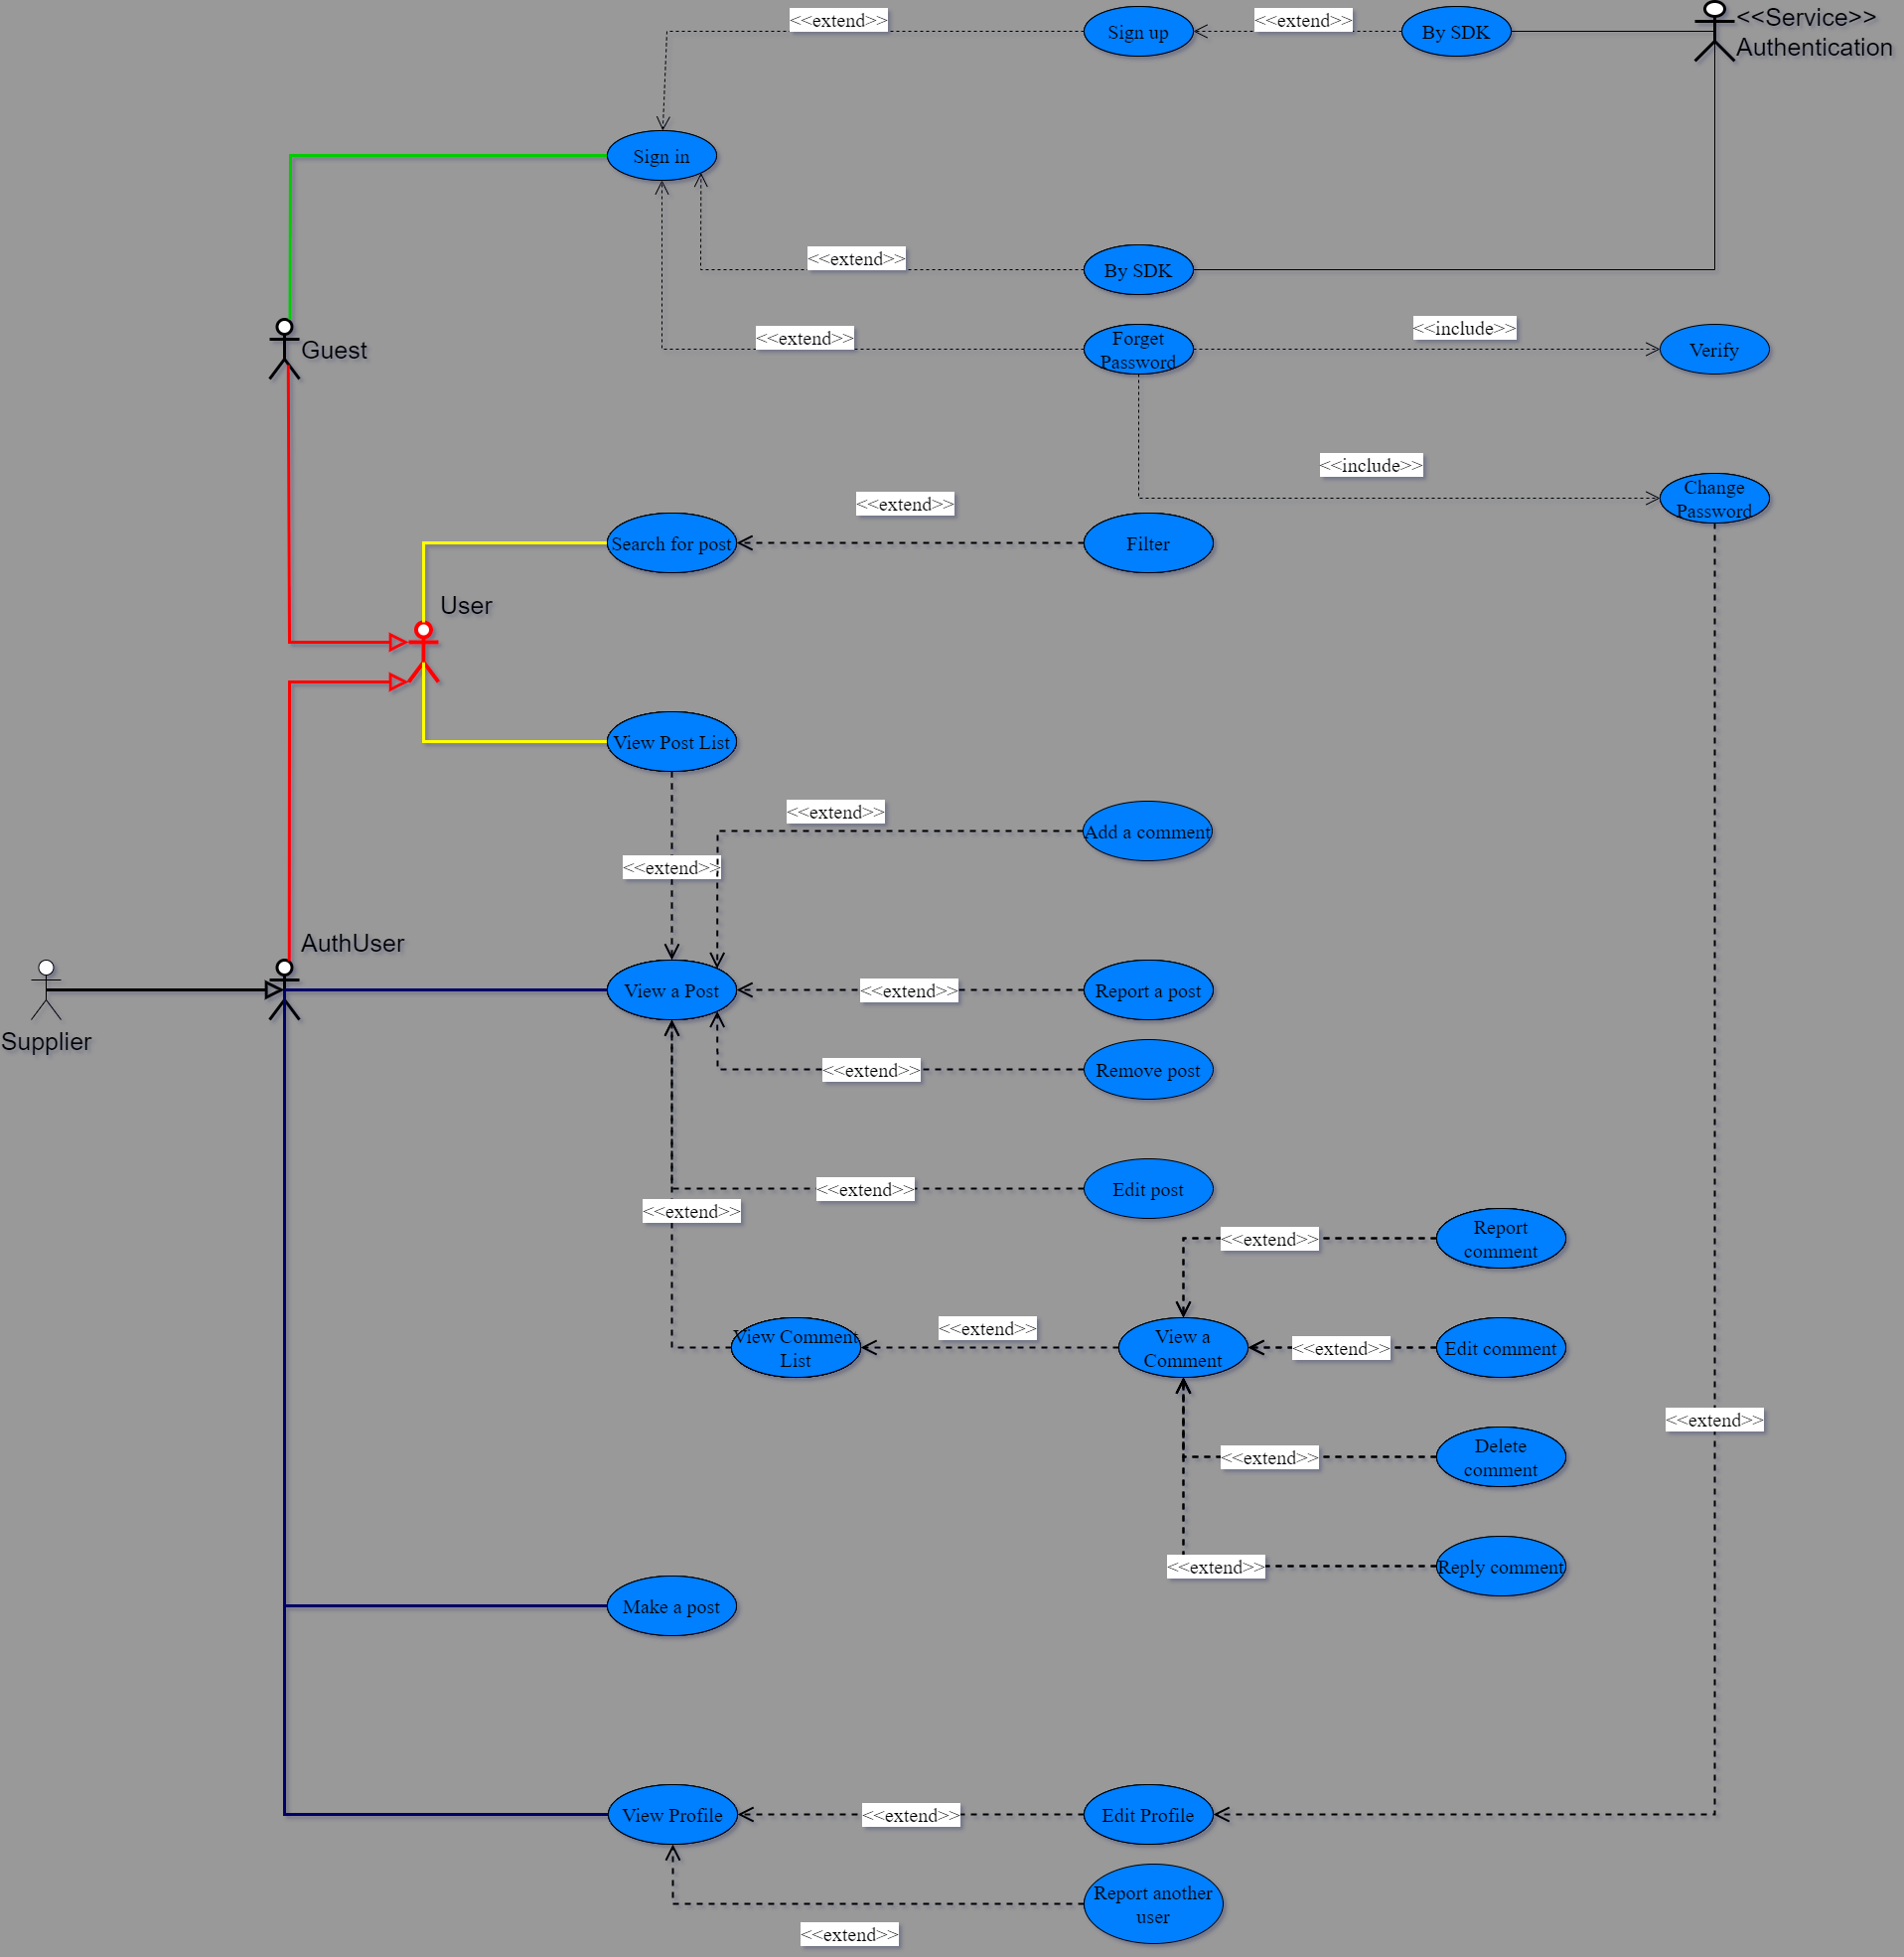 <<extend>>
Sign up
<<extend>>
By SDK
<<Service>>
Authentication
Sign in
<<extend>>
By SDK
<<extend>>
Forget
Password
<<include>>
Verify
Guest
<<include>>
Change
Password
<<extend>>
Search for post
Filter
User
View Post List
<<extend>>
Add a comment
<<extend>>
AuthUser
View a Post
<<extend>>
Report a post
Supplier
<<extend>>
Remove post
<<extend>>
Edit post
<<extend>>
<<extend>>
Report
comment
View Comment
List
<<extend>>
View a
Comment
<<extend>>
Edit comment
<<extend>>
<<extend>>
Delete
comment
<<extend>>
Reply comment
Make a post
View Profile
<<extend>>
Edit Profile
Report another
user
<<extend>>